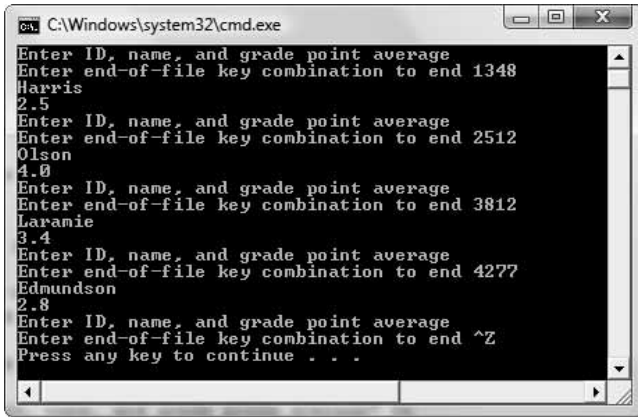 C:\Windows\system32\cmd.exe
Enter ID, name, and grade point average
Enter end-of-file key combination to end 1348
Harris
2.5
Enter ID, name, and grade point average
Enter end-of-file key combination to end 2512
Olson
4.0
Enter ID, name, and grade point average
Enter end-of-file key combination to end 3812
Laramie
3.4
Enter ID, name, and grade point average
Enter end-of-file key combination to end 4277
Edmundson
2.8
Enter ID, name, and grade point average
Enter end-of-file key combination to end ^Z
Press any key to continue . . .